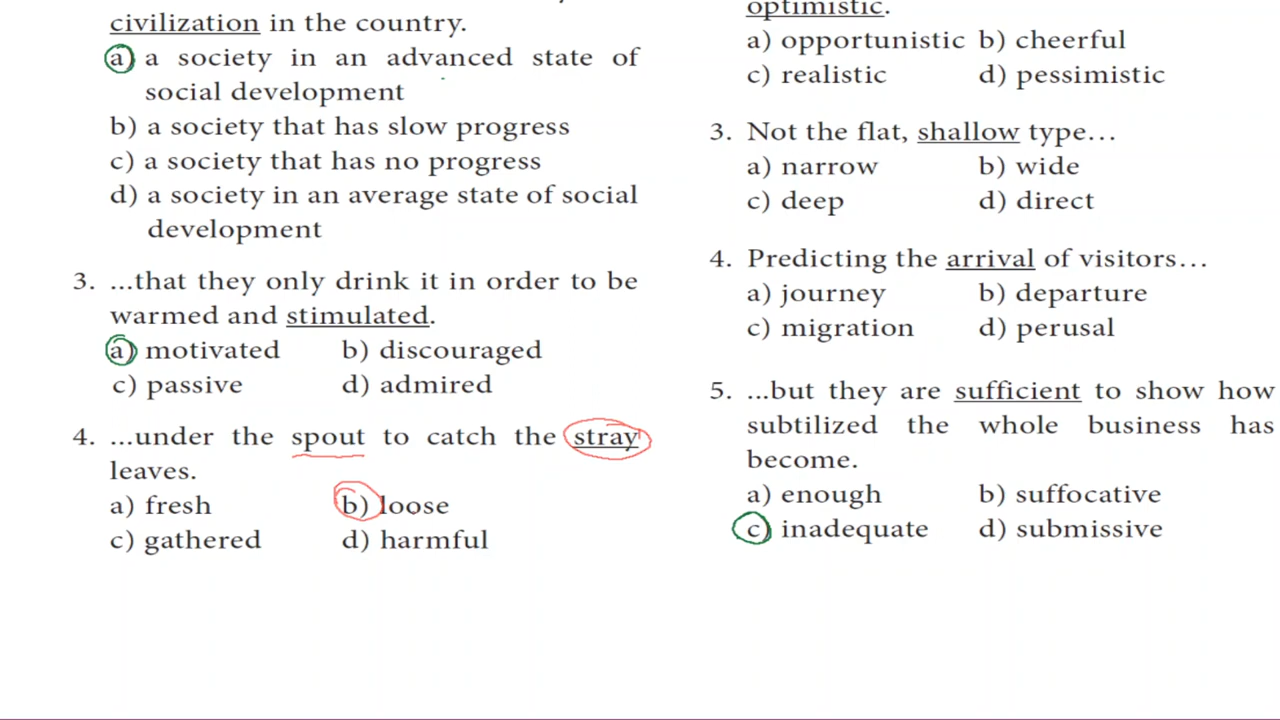 civilization in the country.
a) a society in an advanced state of
social development
b) a society that has slow progress
c) a society that has no progress
d) a society in an average state of social
development
3. ...that they only drink it in order to be
warmed and stimulated.
a) motivated b) discouraged
c) passive d) admired
4. ...under the spout to catch the stray
leaves.
a) fresh b) loose
c) gathered d) harmful
optimistic.
a) opportunistic b) cheerful
c) realistic d) pessimistic
3. Not the flat, shallow type...
a) narrow b) wide
c) deep d) direct
4. Predicting the arrival of visitors...
a) journey b) departure
c) migration d) perusal
5. ...but they are sufficient to show how
subtilized the whole business has
become.
a) enough b) suffocative
c) inadequate d) submissive